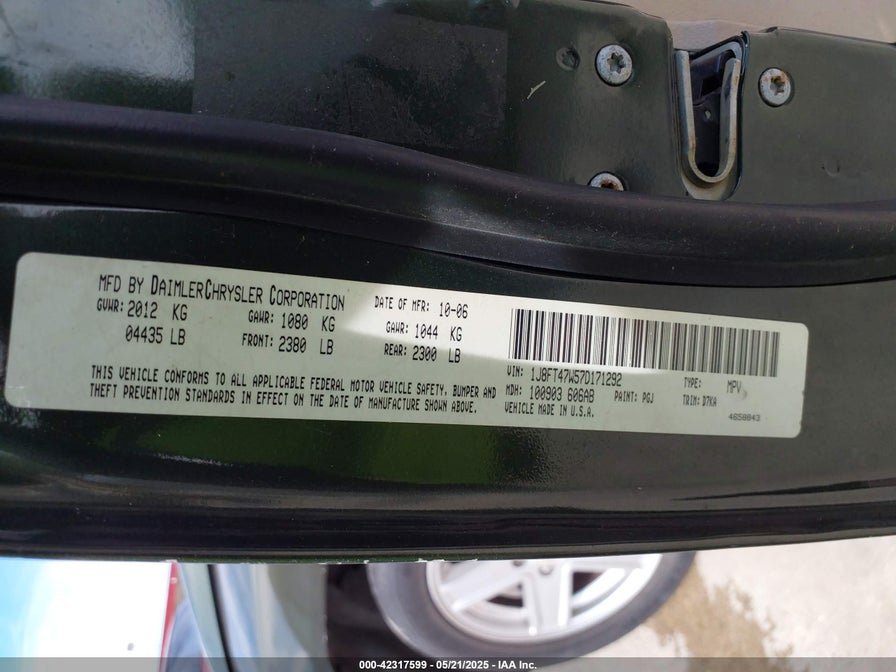 MFD BY DAIMLERCHRYSLER CORPORATION DATE OF MFR: 10-06
GVWR: 2012 KG GAWR: 1080 KG GAWR: 1044 KG
04435 LB FRONT: 2380 LB REAR: 2300 LB
THIS VEHICLE CONFORMS TO ALL APPLICABLE FEDERAL MOTOR VEHICLE SAFETY, BUMPER AND
THEFT PREVENTION STANDARDS IN EFFECT ON THE DATE OF MANUFACTURE SHOWN ABOVE.
VIN: 1J8FT47W57D171292 TYPE: MPV
MDH: 100903 606AB PAINT: PGJ TRIM: D7KA
VEHICLE MADE IN U.S.A. 4658843
000-42317599 — 05/21/2025 — IAA Inc.